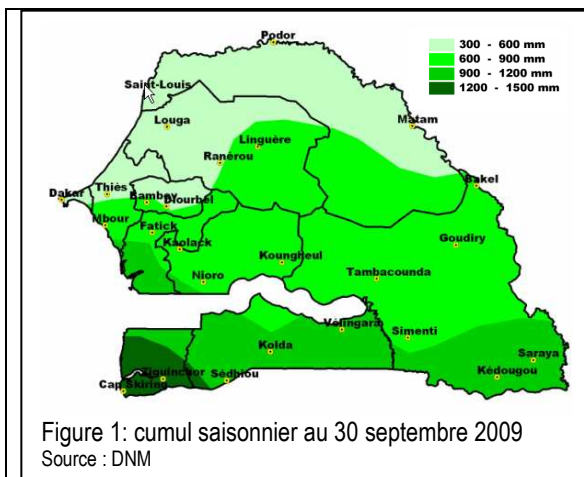 Podor
300 - 600 mm
600 - 900 mm
900 - 1200 mm
1200 - 1500 mm
Saint-Louis
Louga
Matam
Linguère
Ranérou
Bakel
Thiès
Dakar
Bambey
Diourbel
Mbour
Fatick
Goudiry
Kaolack
Koungheul
Nioro
Tambacounda
Vélingara
Simenti
Kolda
Saraya
Ziguinchor
Sédhiou
Kédougou
Cap Skiring
Figure 1: cumul saisonnier au 30 septembre 2009
Source : DNM